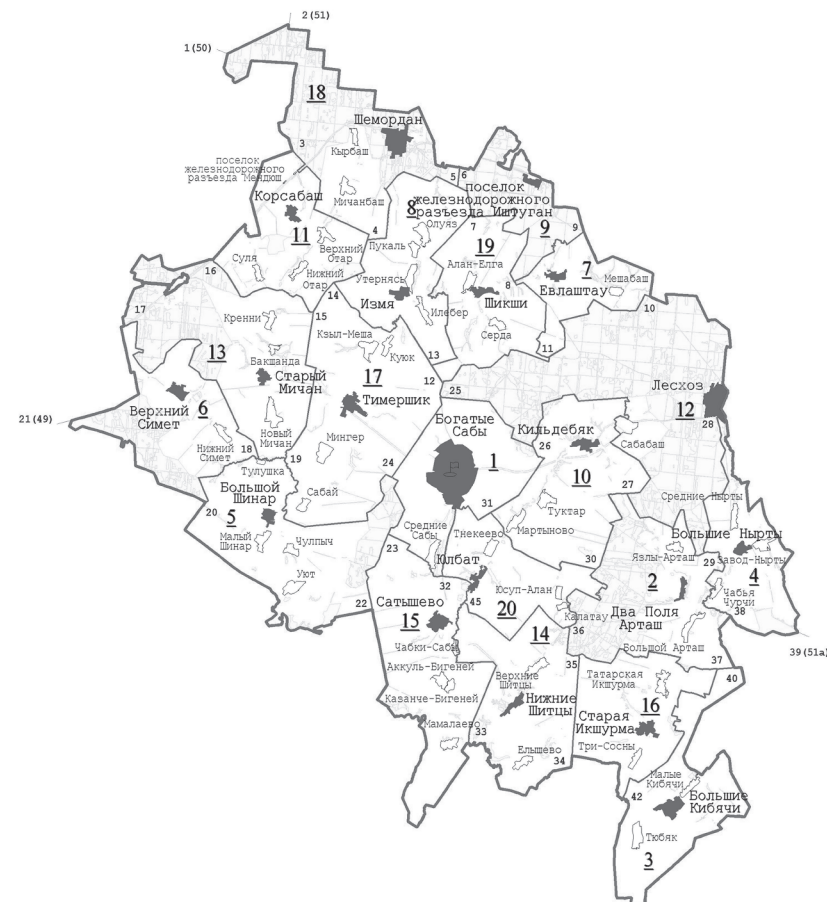 2(51)
1(50)
18
Шемордан
Кырбаш
3
поселок
железнодорожного
разъезда Мендюш
5
6
поселок
железнодорожного
разъезда Иштуган
Мичанбаш
Корсабаш
8
Олуяз
7
9
9
11
4
Пукаль
19
Верхний
Отар
Суля
Нижний
Отар
Алан-Елга
7
Мешабаш
16
Утернясь
8
Евлаштау
17
14
Измя
Шикши
10
Кренни
15
Илебер
Серда
Кзыл-Меша
11
13
Бакшанда
Куюк
13
17
12
25
Лесхоз
Старый
Мичан
Тимершик
6
Верхний
Симет
Богатые
Сабы
Кильдебяк
12
21(49)
28
Новый
Мичан
Сабабаш
Нижний
Симет
Мингер
26
18
1
10
19
24
Тулушка
Большой
Шинар
27
Сабай
31
Туктар
Средние Нырты
20
5
Мартыново
Малый
Шинар
Средние
Сабы
Тнекеево
Большие Нырты
Чулпыч
23
30
Язлы-Арташ
29
Завод-Нырты
Юлбат
2
4
Уют
32
Юсуп-Алан
Чабья
Чурчи
22
Сатышево
45
20
Калатау
Два Поля
Арташ
38
15
14
36
Чабки-Сабы
Большой Арташ
39(51а)
Аккуль-Бигеней
35
37
Верхние
Шитцы
Татарская
Икшурма
40
Казанче-Бигеней
Нижние
Шитцы
16
Мамалаево
Старая
Икшурма
33
Три-Сосны
Елышево
34
Малые
Кибячи
42
Большие
Кибячи
Тюбяк
3